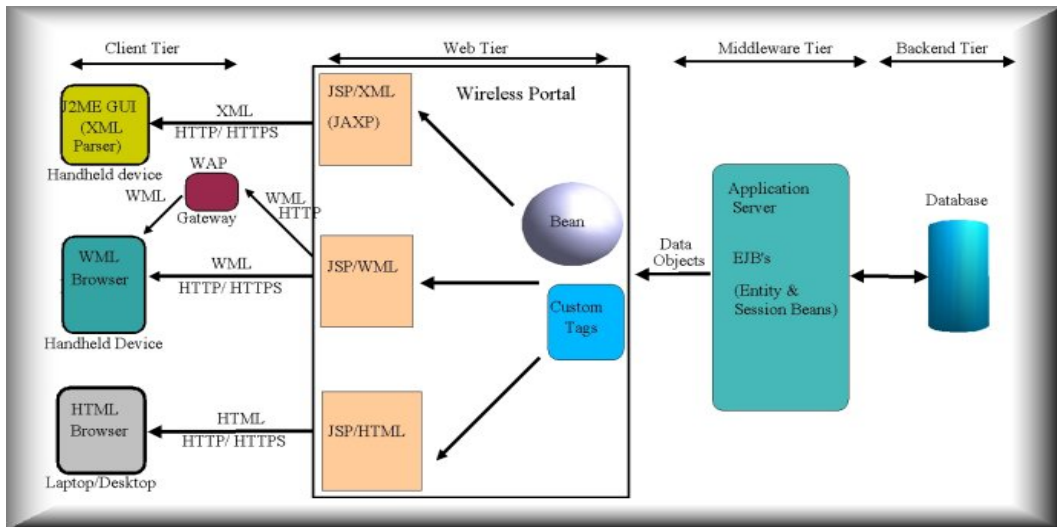 Client Tier
Web Tier
Middleware Tier
Backend Tier
J2ME GUI
(XML
Parser)
Handheld device
XML
HTTP/ HTTPS
WAP
Gateway
WML
WML
HTTP
WML
Browser
Handheld Device
WML
HTTP/ HTTPS
HTML
Browser
Laptop/Desktop
HTML
HTTP/ HTTPS
Wireless Portal
JSP/XML
(JAXP)
JSP/WML
JSP/HTML
Bean
Custom
Tags
Data
Objects
Application
Server
EJB's
(Entity &
Session Beans)
Database